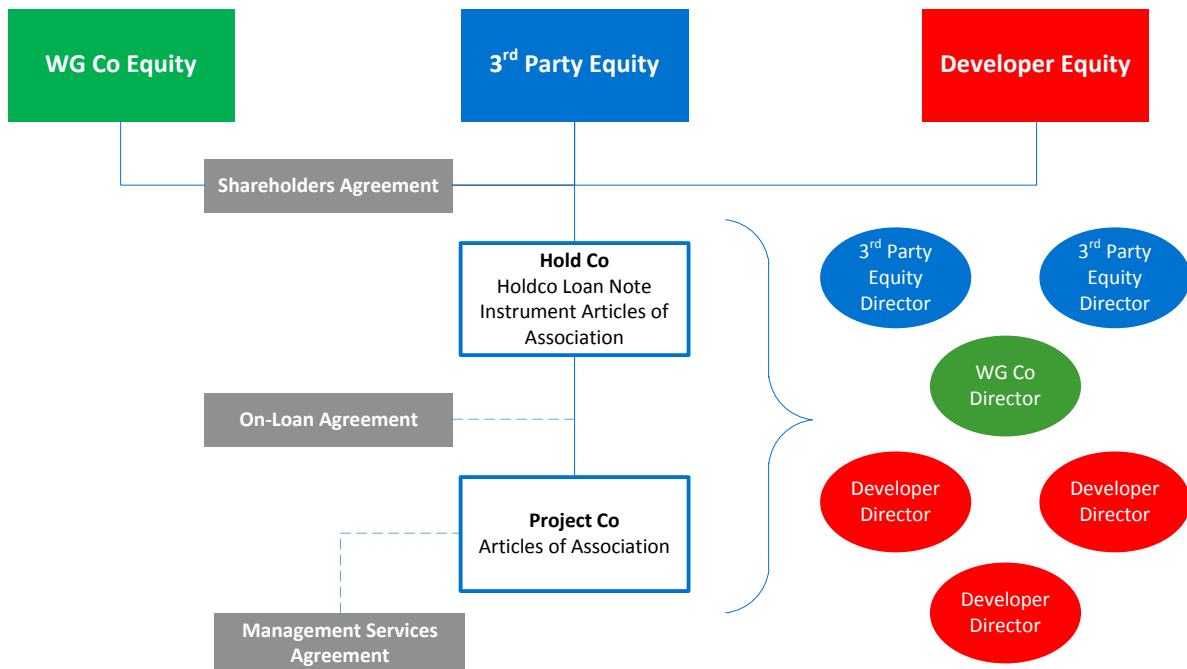 WG Co Equity
3rd Party Equity
Developer Equity
Shareholders Agreement
Hold Co
Holdco Loan Note
Instrument Articles of
Association
3rd Party
Equity
Director
3rd Party
Equity
Director
WG Co
Director
On-Loan Agreement
Project Co
Articles of Association
Developer
Director
Developer
Director
Developer
Director
Management Services
Agreement